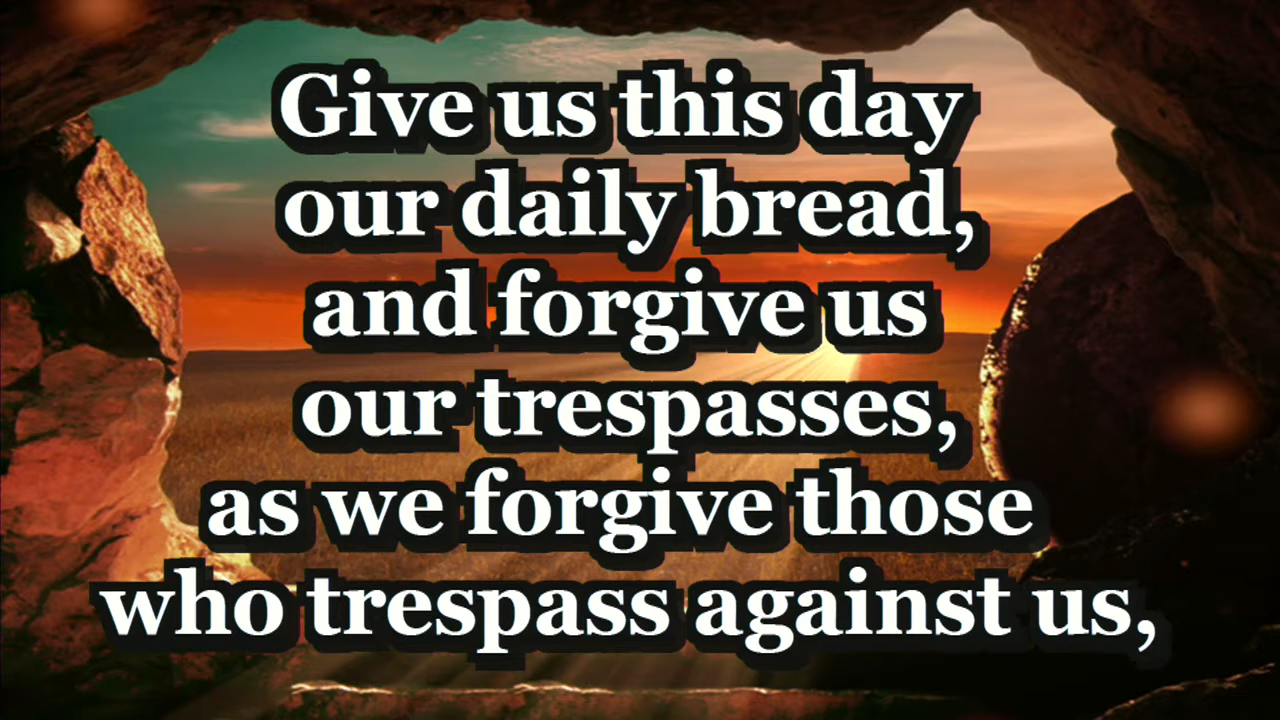 Give us this day
our daily bread,
and forgive us
our trespasses,
as we forgive those
who trespass against us,